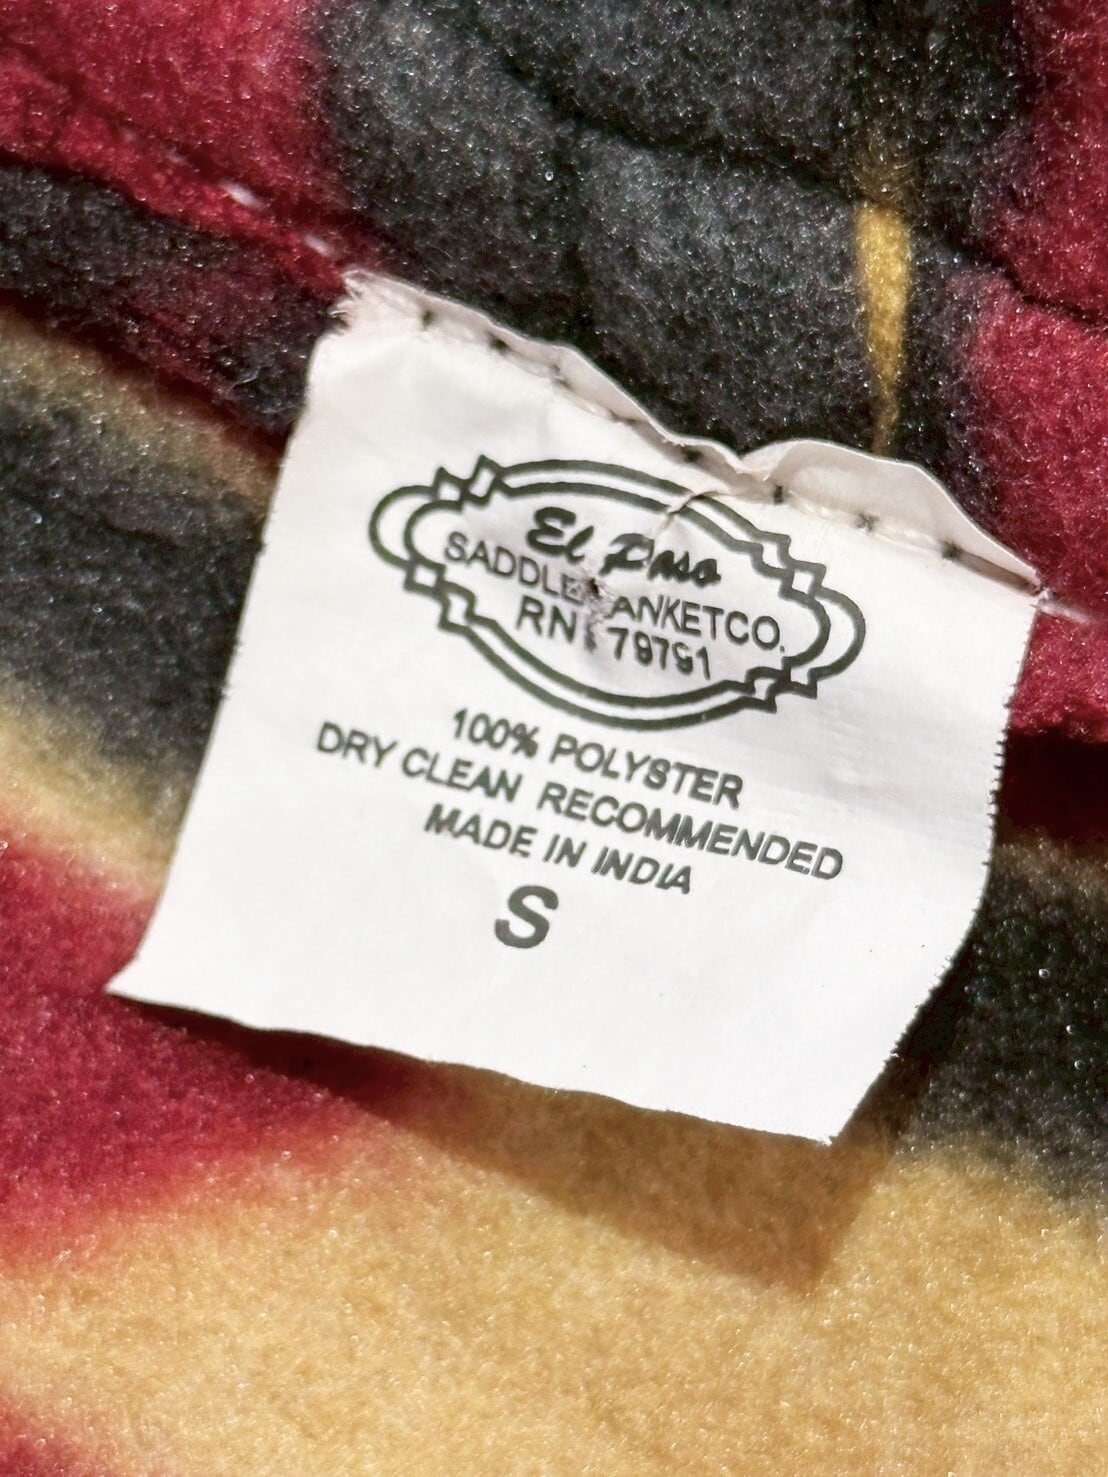 El Paso
SADDLE ANKETCO.
RN 79791
100% POLYSTER
DRY CLEAN RECOMMENDED
MADE IN INDIA
S